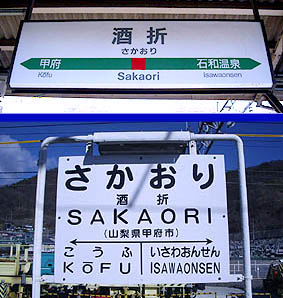 酒折
さかおり
甲府 石和温泉
Kōfu Sakaori Isawaonsen
さかおり
酒折
SAKAORI
(山梨県甲府市)
こうふ いさわおんせん
KŌFU ISAWAONSEN